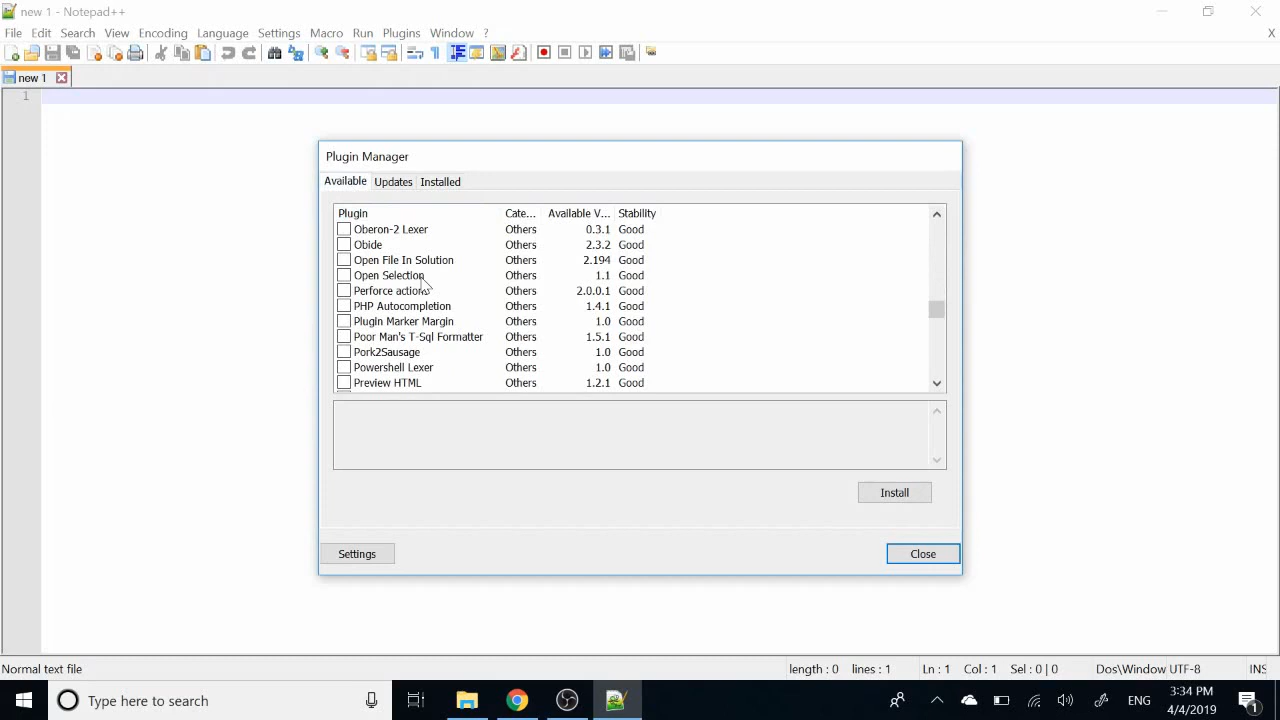 new 1 - Notepad++
File Edit Search View Encoding Language Settings Macro Run Plugins Window ? X
new 1
1
Plugin Manager
Available Updates Installed
Plugin Cate... Available V... Stability
Oberon-2 Lexer Others 0.3.1 Good
Obide Others 2.3.2 Good
Open File In Solution Others 2.194 Good
Open Selection Others 1.1 Good
Perforce actions Others 2.0.0.1 Good
PHP Autocompletion Others 1.4.1 Good
Plugin Marker Margin Others 1.0 Good
Poor Man's T-Sql Formatter Others 1.5.1 Good
Pork2Sausage Others 1.0 Good
Powershell Lexer Others 1.0 Good
Preview HTML Others 1.2.1 Good
Install
Settings Close
Normal text file length : 0 lines : 1 Ln : 1 Col : 1 Sel : 0 | 0 Dos\Window UTF-8 INS
Type here to search ENG 3:34 PM
4/4/2019 1